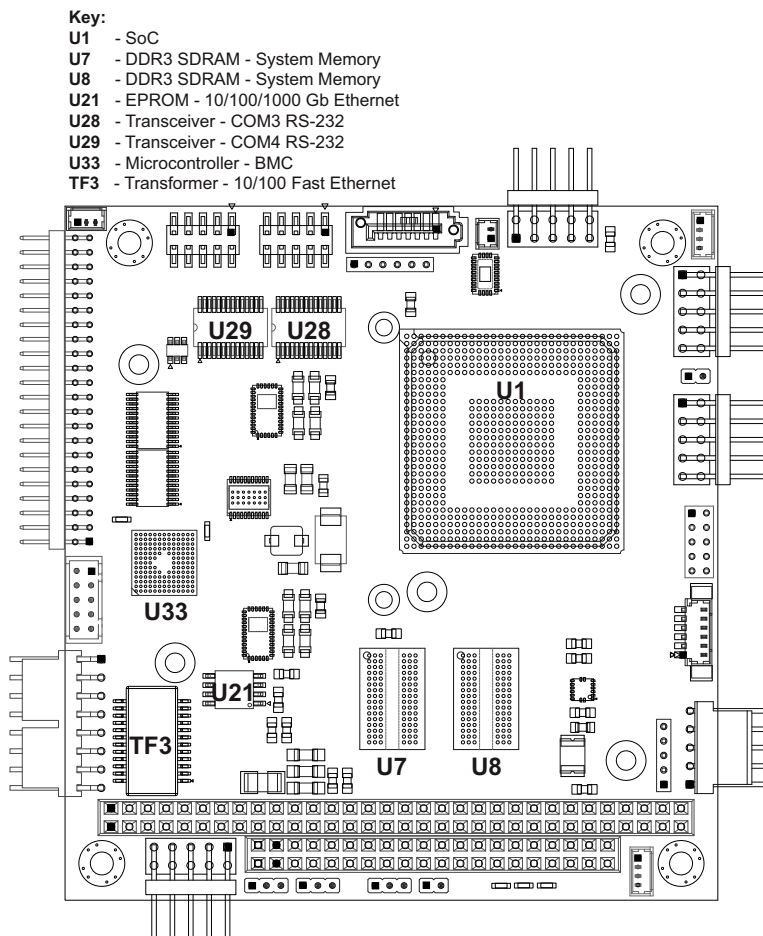 Key:
U1 - SoC
U7 - DDR3 SDRAM - System Memory
U8 - DDR3 SDRAM - System Memory
U21 - EPROM - 10/100/1000 Gb Ethernet
U28 - Transceiver - COM3 RS-232
U29 - Transceiver - COM4 RS-232
U33 - Microcontroller - BMC
TF3 - Transformer - 10/100 Fast Ethernet
U29 U28
U1
U33
U21
TF3
U7 U8